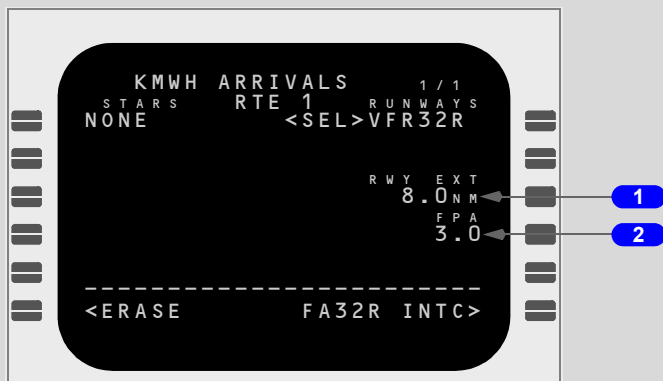 KMWH ARRIVALS 1/1
STARS RTE 1 RUNWAYS
NONE <SEL>VFR32R
RWY EXT
8.0NM
1
FPA
3.0
2
------------------------
<ERASE FA32R INTC>